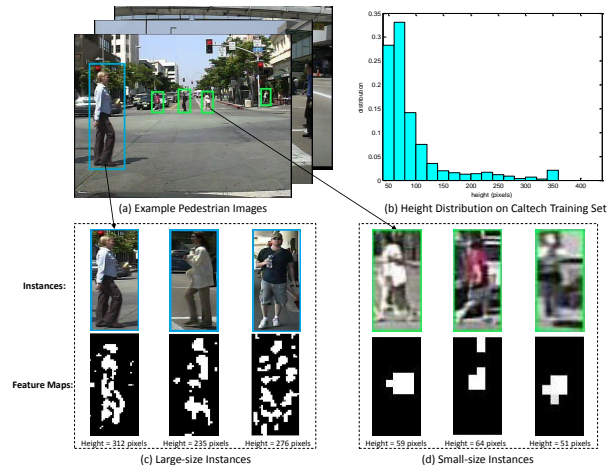 0.35
0.3
0.25
0.2
0.15
0.1
0.05
0
distribution
50 100 150 200 250 300 350 400
height (pixels)
(a) Example Pedestrian Images
(b) Height Distribution on Caltech Training Set
Instances:
Feature Maps:
Height = 312 pixels Height = 235 pixels Height = 276 pixels
Height = 59 pixels Height = 64 pixels Height = 51 pixels
(c) Large-size Instances
(d) Small-size Instances